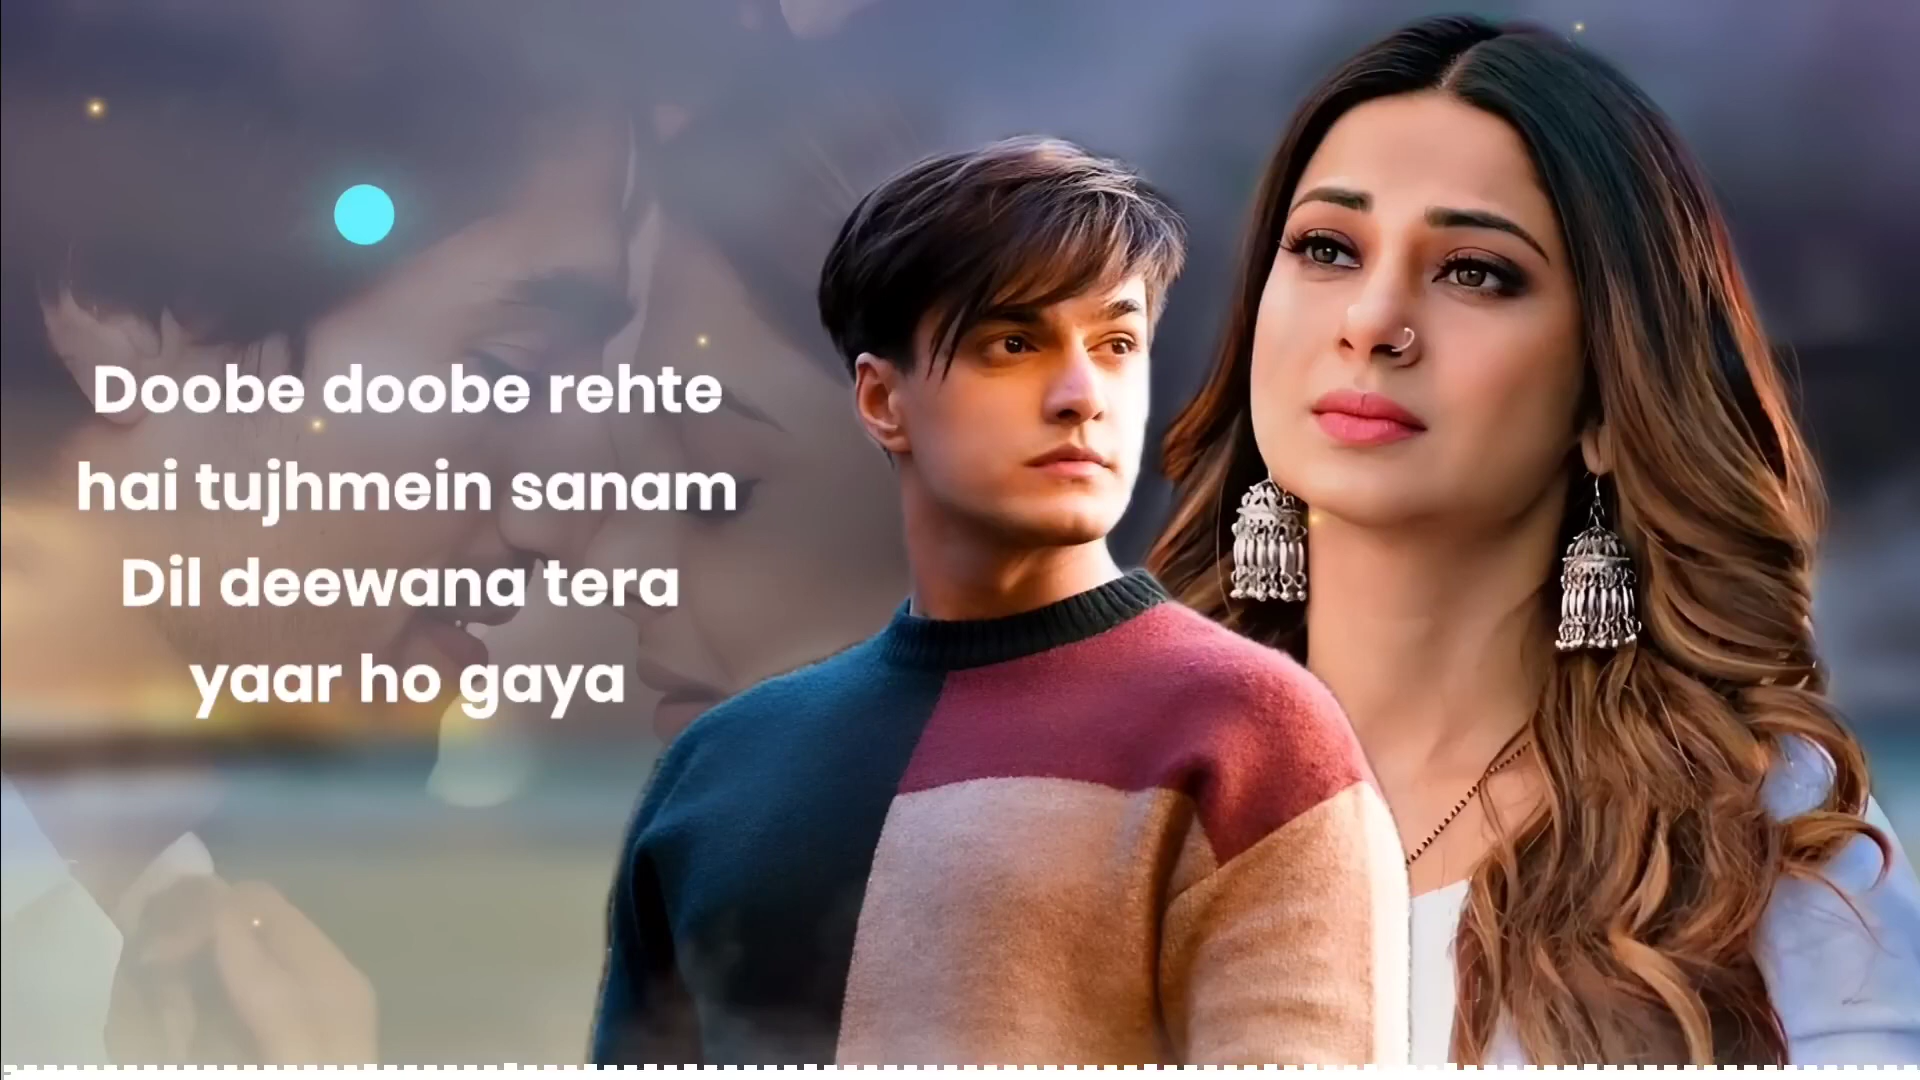 Doobe doobe rehte
hai tujhmein sanam
Dil deewana tera
yaar ho gaya